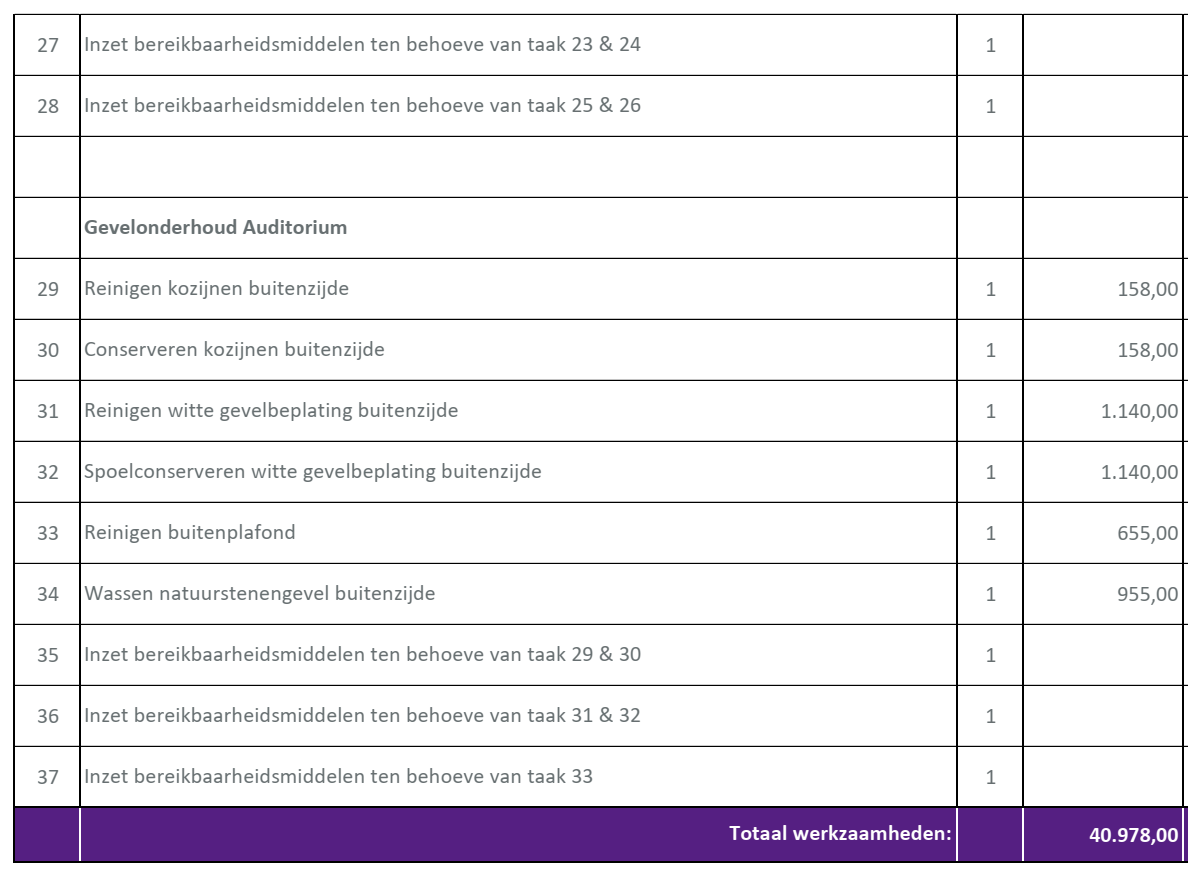 27 Inzet bereikbaarheidsmiddelen ten behoeve van taak 23 & 24 1
28 Inzet bereikbaarheidsmiddelen ten behoeve van taak 25 & 26 1
Gevelonderhoud Auditorium
29 Reinigen kozijnen buitenzijde 1 158,00
30 Conserveren kozijnen buitenzijde 1 158,00
31 Reinigen witte gevelbeplating buitenzijde 1 1.140,00
32 Spoelconserveren witte gevelbeplating buitenzijde 1 1.140,00
33 Reinigen buitenplafond 1 655,00
34 Wassen natuurstenengevel buitenzijde 1 955,00
35 Inzet bereikbaarheidsmiddelen ten behoeve van taak 29 & 30 1
36 Inzet bereikbaarheidsmiddelen ten behoeve van taak 31 & 32 1
37 Inzet bereikbaarheidsmiddelen ten behoeve van taak 33 1
Totaal werkzaamheden: 40.978,00